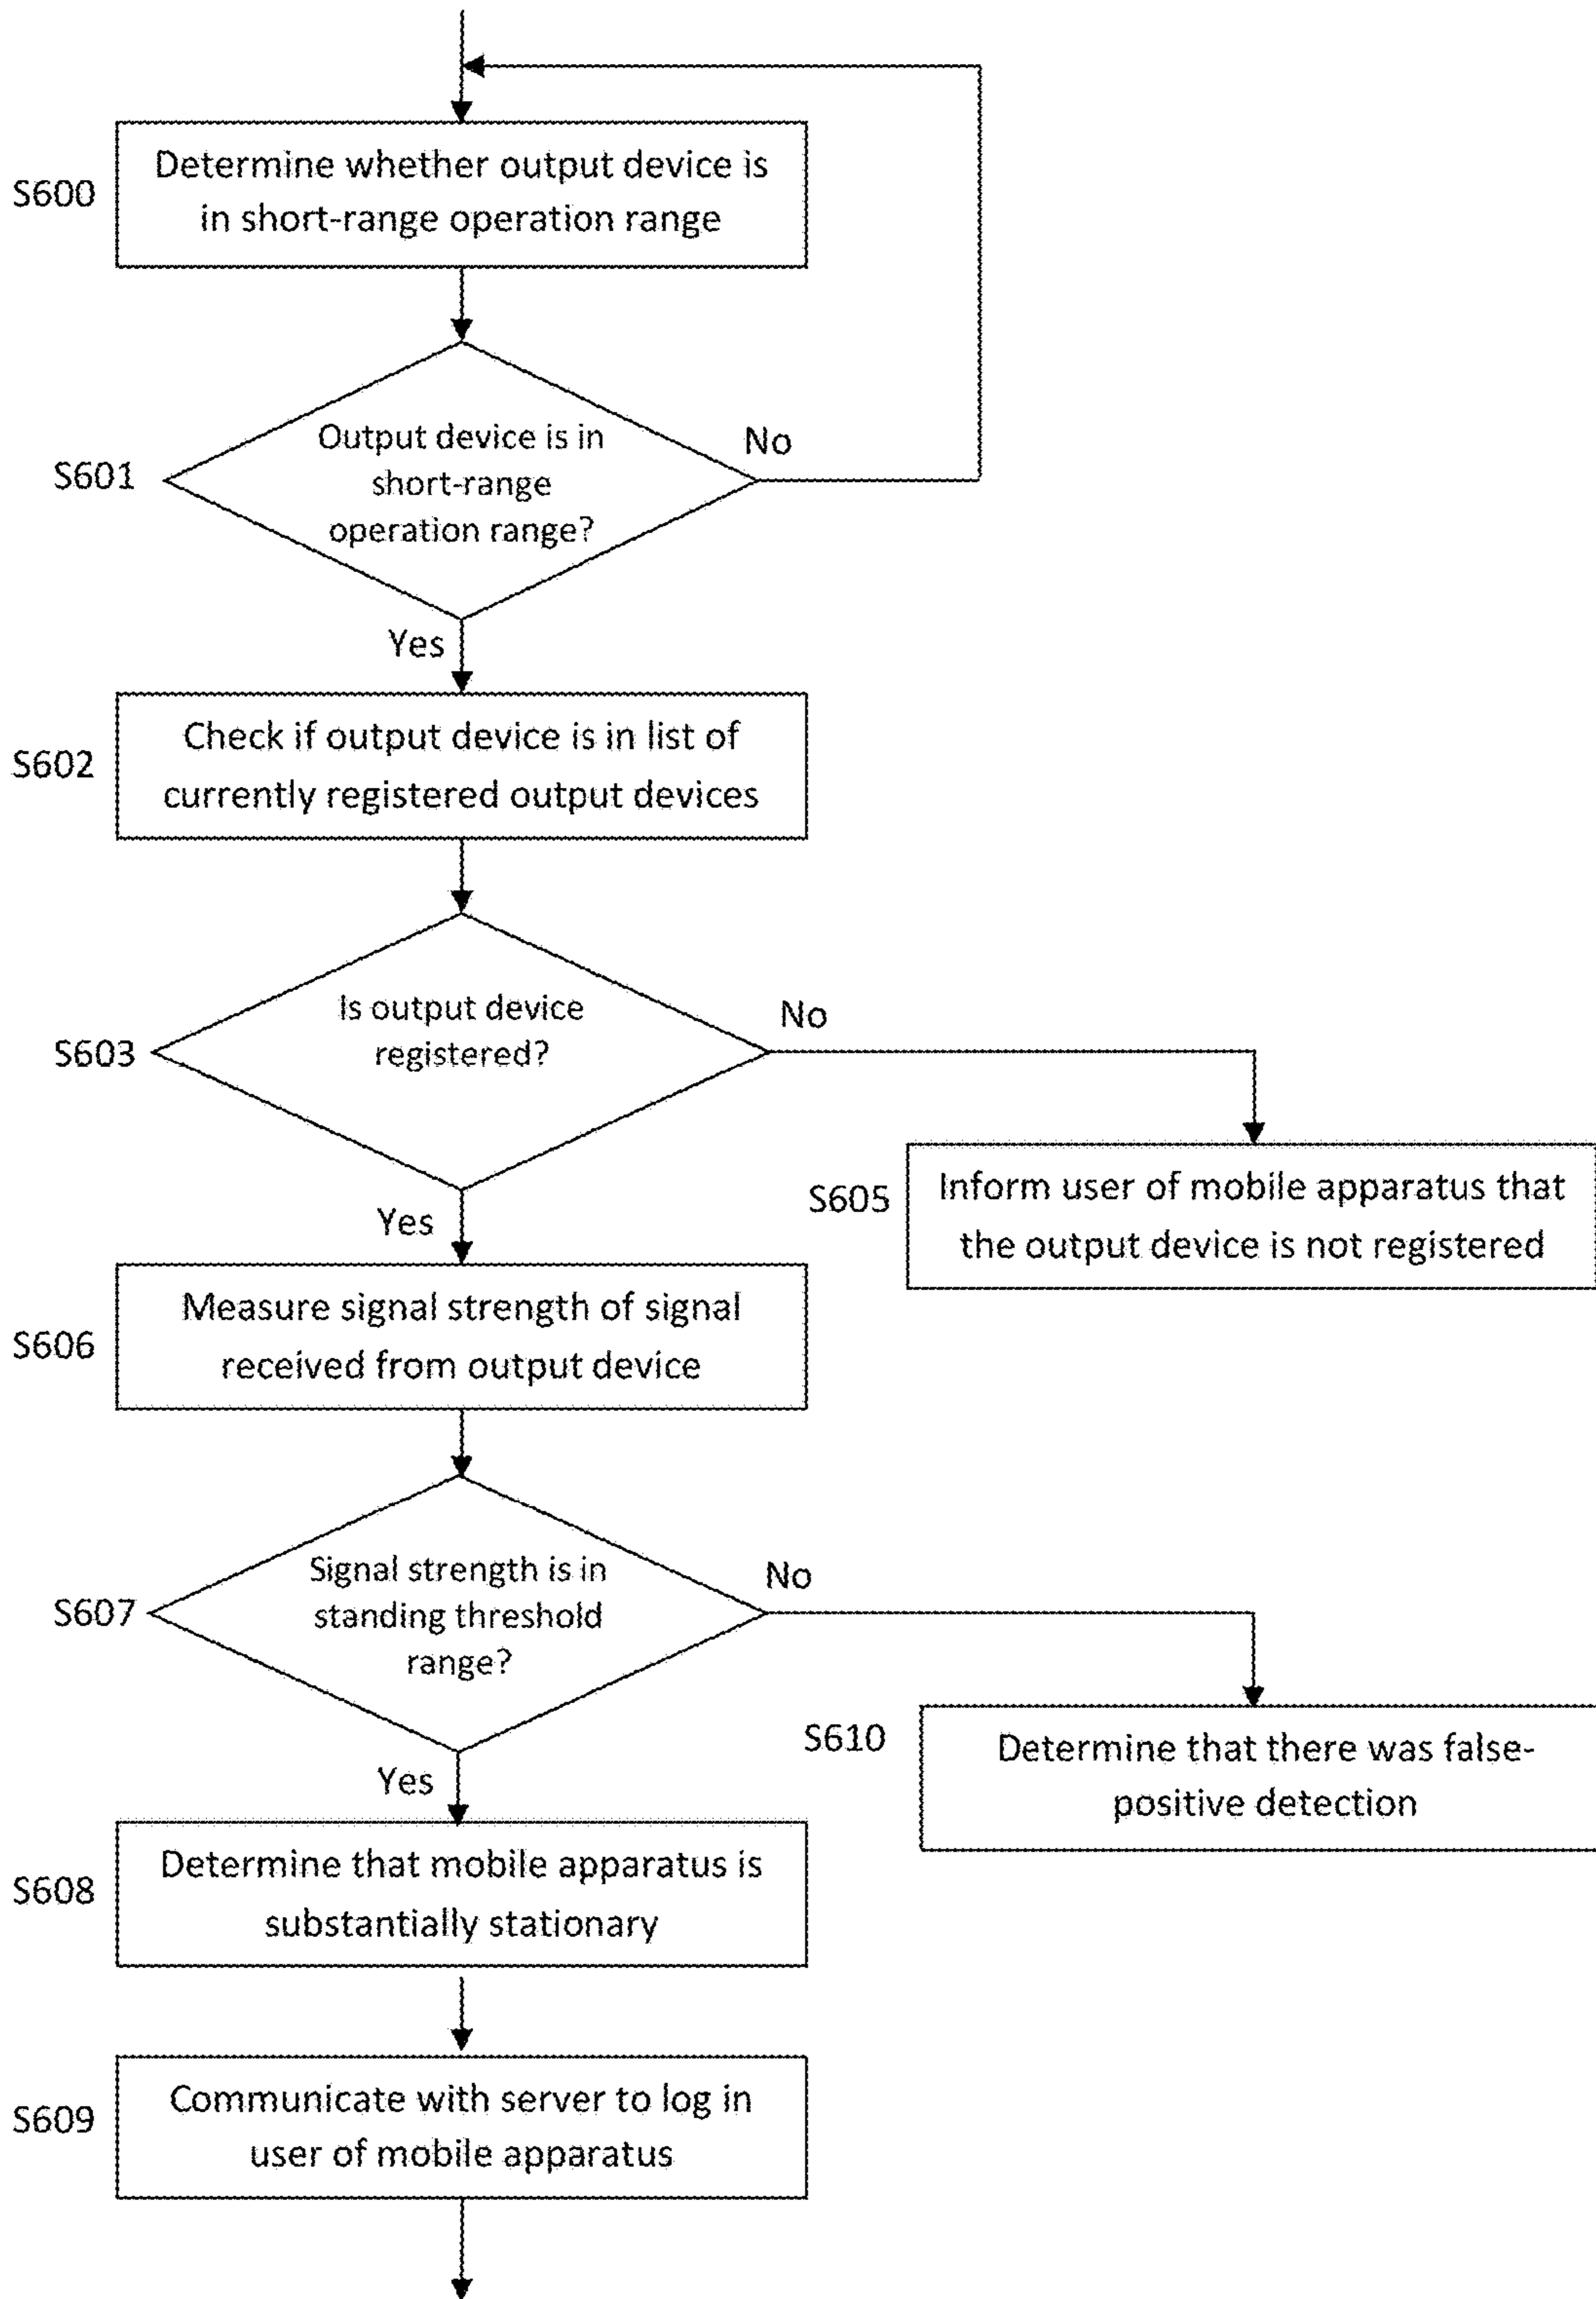 S600
Determine whether output device is
in short-range operation range
S601
Output device is in
short-range
operation range?
No
Yes
S602
Check if output device is in list of
currently registered output devices
S603
Is output device
registered?
No
Yes
S605
Inform user of mobile apparatus that
the output device is not registered
S606
Measure signal strength of signal
received from output device
S607
Signal strength is in
standing threshold
range?
No
Yes
S610
Determine that there was false-
positive detection
S608
Determine that mobile apparatus is
substantially stationary
S609
Communicate with server to log in
user of mobile apparatus